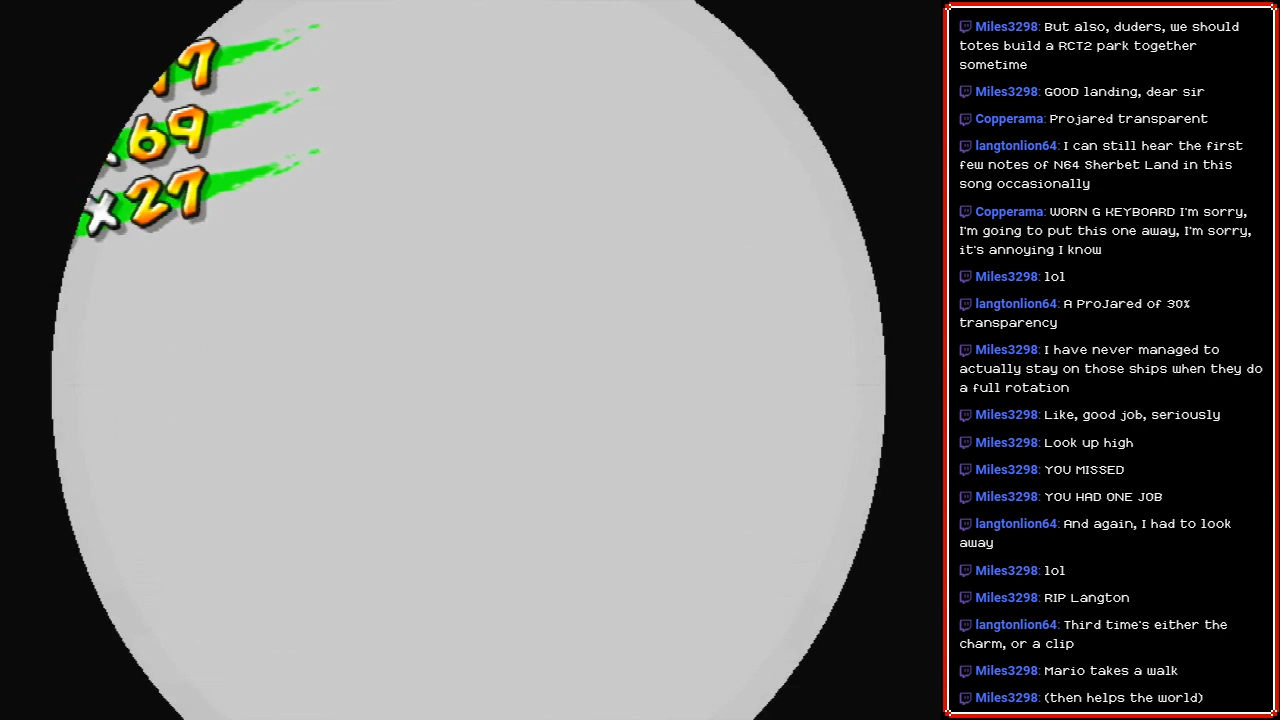 77
.69
x27
Miles3298: But also, duders, we should
totes build a RCT2 park together
sometime
Miles3298: GOOD landing, dear sir
Copperama: Projared transparent
langtonlion64: I can still hear the first
few notes of N64 Sherbet Land in this
song occasionally
Copperama: WORN G KEYBOARD I'm sorry,
I'm going to put this one away, I'm sorry,
it's annoying I know
Miles3298: lol
langtonlion64: A ProJared of 30%
transparency
Miles3298: I have never managed to
actually stay on those ships when they do
a full rotation
Miles3298: Like, good job, seriously
Miles3298: Look up high
Miles3298: YOU MISSED
Miles3298: YOU HAD ONE JOB
langtonlion64: And again, I had to look
away
Miles3298: lol
Miles3298: RIP Langton
langtonlion64: Third time's either the
charm, or a clip
Miles3298: Mario takes a walk
Miles3298: (then helps the world)